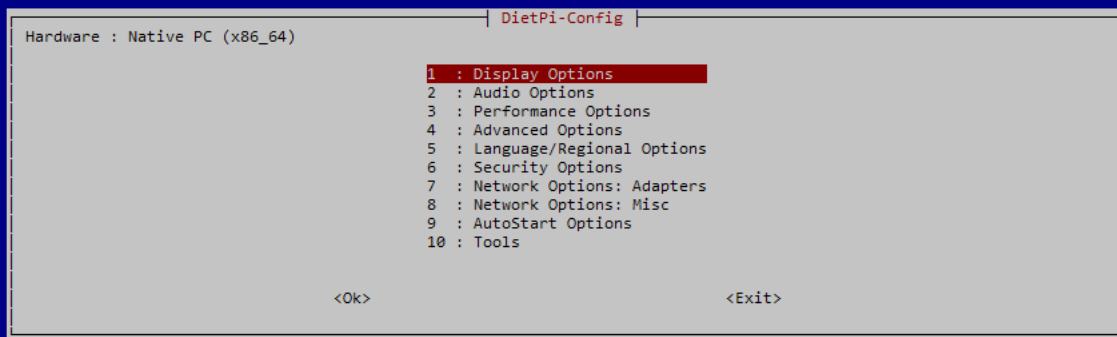 DietPi-Config
Hardware : Native PC (x86_64)
1 : Display Options
2 : Audio Options
3 : Performance Options
4 : Advanced Options
5 : Language/Regional Options
6 : Security Options
7 : Network Options: Adapters
8 : Network Options: Misc
9 : AutoStart Options
10 : Tools
<Ok> <Exit>